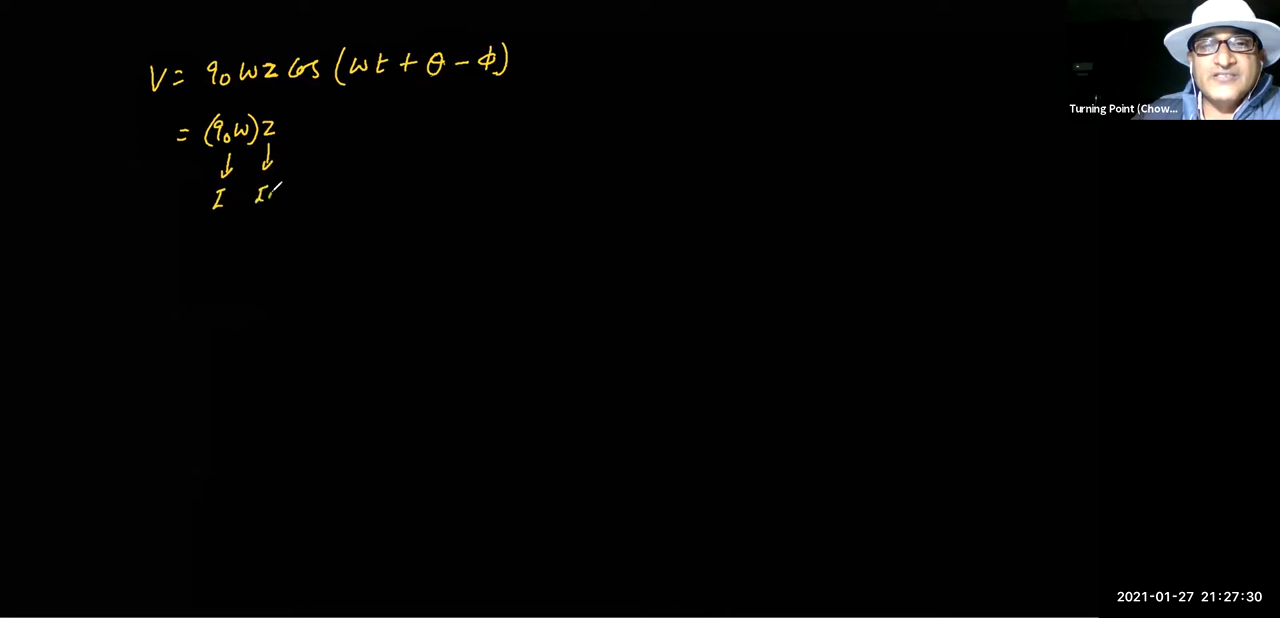 V = q₀ωz cos (ωt + θ − ϕ)
= (q₀ω)z
↓ ↓
I
Turning Point (Chow...
2021-01-27 21:27:30